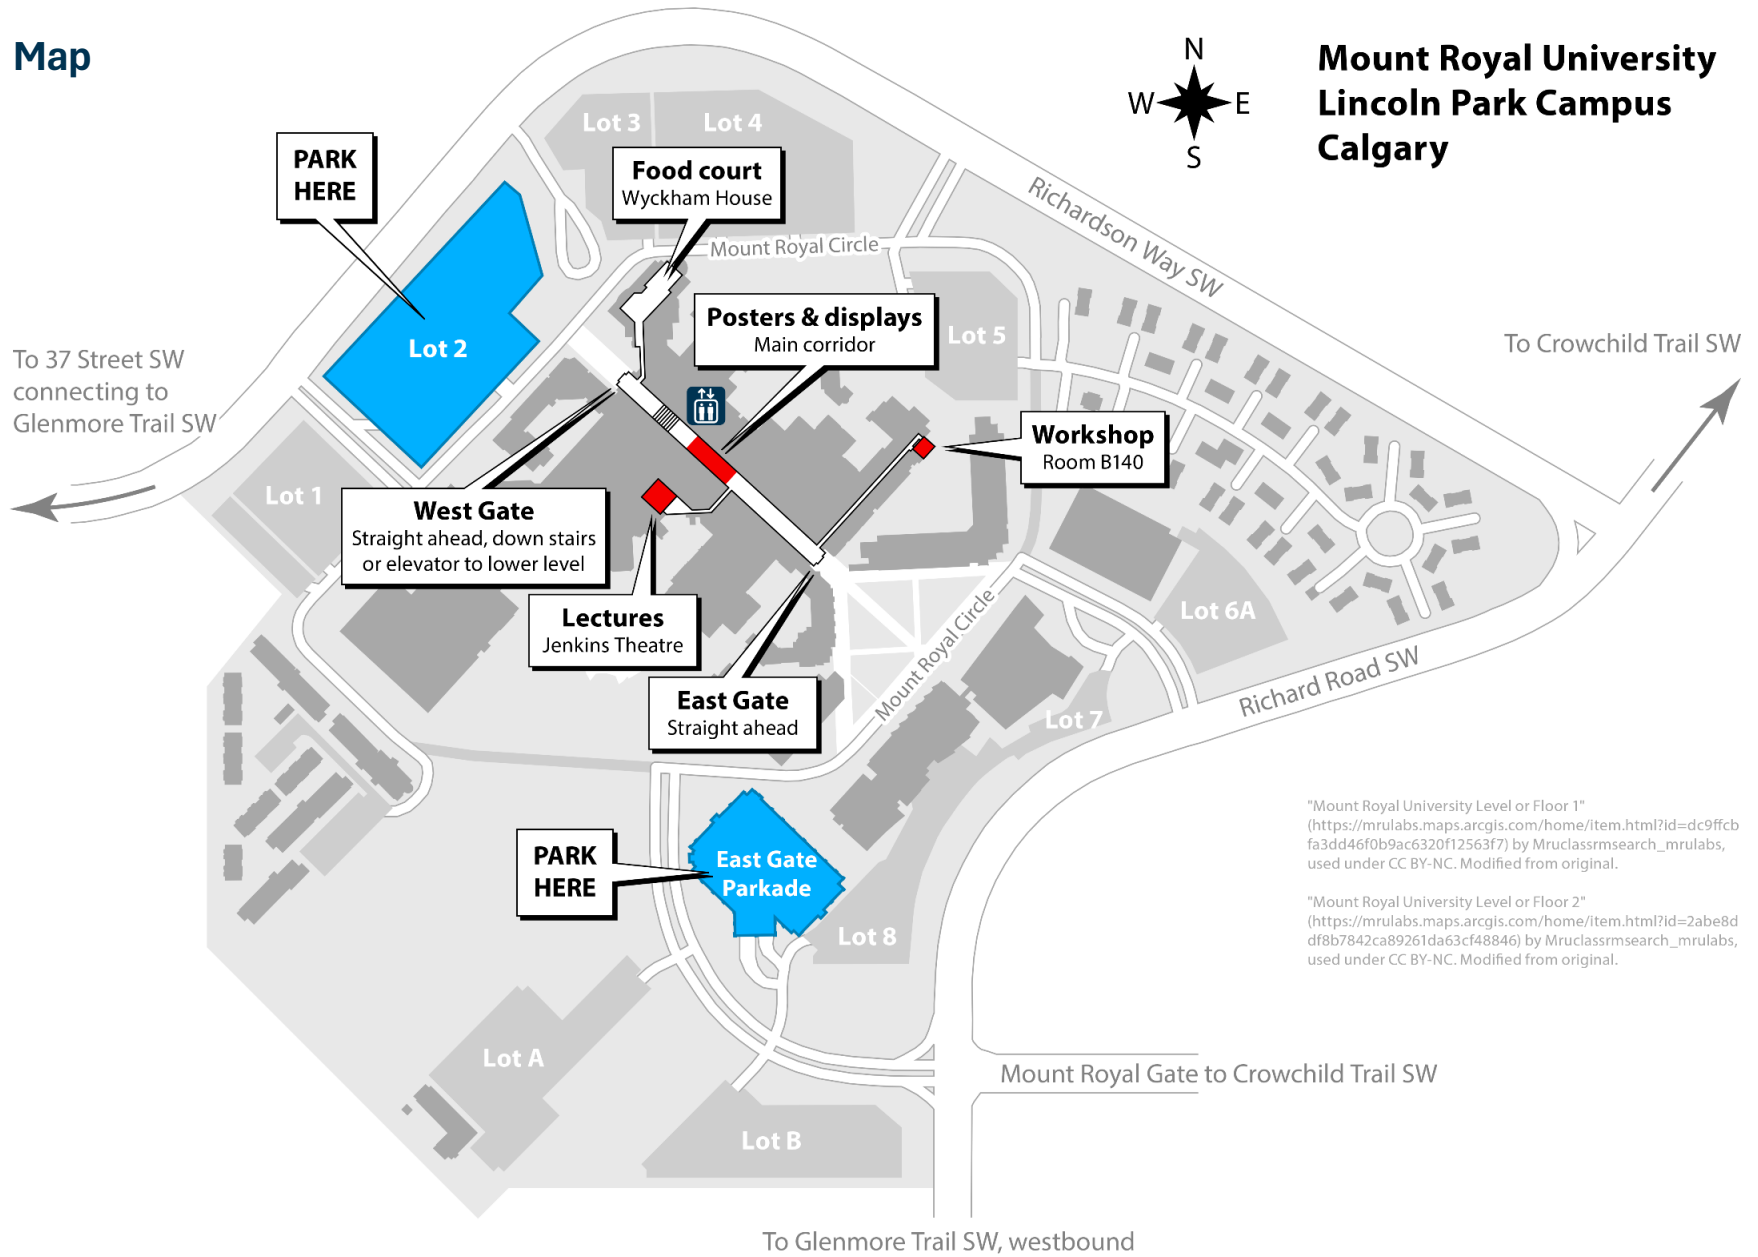 Map
N
W
E
S
Mount Royal University
Lincoln Park Campus
Calgary
Lot 3
Lot 4
PARK
HERE
Food court
Wyckham House
Richardson Way SW
Mount Royal Circle
Posters & displays
Main corridor
Lot 5
Lot 2
To 37 Street SW
connecting to
Glenmore Trail SW
To Crowchild Trail SW
Workshop
Room B140
Lot 1
West Gate
Straight ahead, down stairs
or elevator to lower level
Lectures
Jenkins Theatre
Lot 6A
Mount Royal Circle
East Gate
Straight ahead
Richard Road SW
Lot 7
"Mount Royal University Level or Floor 1"
(https://mrulabs.maps.arcgis.com/home/item.html?id=dc9ffcb
fa3dd46f0b9ac6320f12563f7) by Mruclassrmsearch_mrulabs,
used under CC BY-NC. Modified from original.
PARK
HERE
East Gate
Parkade
"Mount Royal University Level or Floor 2"
(https://mrulabs.maps.arcgis.com/home/item.html?id=2abe8d
df8b7842ca89261da63cf48846) by Mruclassrmsearch_mrulabs,
used under CC BY-NC. Modified from original.
Lot 8
Lot A
Mount Royal Gate to Crowchild Trail SW
Lot B
To Glenmore Trail SW, westbound